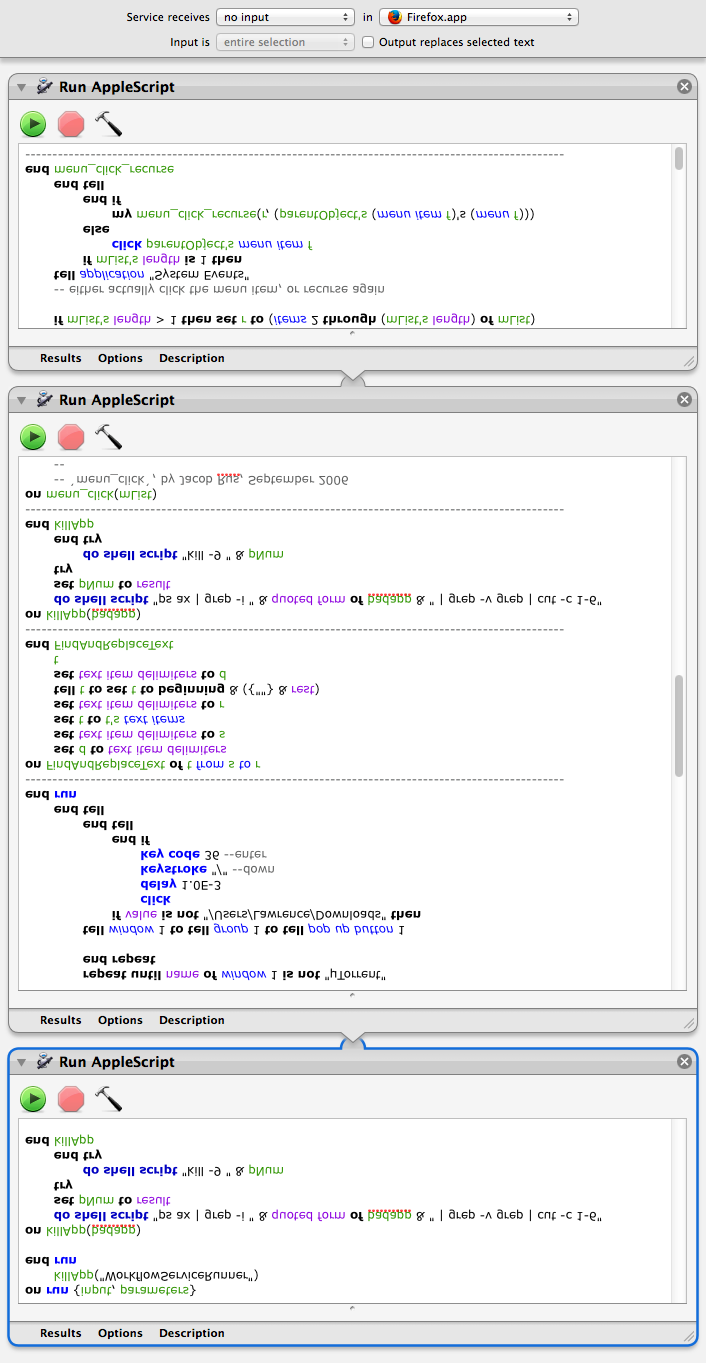 Service receives no input in Firefox.app
Input is entire selection Output replaces selected text
Run AppleScript
------------------------------------------------------------------------------------------------
end menu_click_recurse
end tell
end if
my menu_click_recurse(r, (parentObject's (menu item f)'s (menu f)))
else
click parentObject's menu item f
if mList's length is 1 then
tell application "System Events"
-- either actually click the menu item, or recurse again
if mList's length > 1 then set r to (items 2 through (mList's length) of mList)
Results Options Description
Run AppleScript
--
-- `menu_click`, by Jacob Rus, September 2006
on menu_click(mList)
------------------------------------------------------------------------------------------------
end killApp
end try
do shell script "kill -9 " & pNum
try
set pNum to result
do shell script "ps ax | grep -i " & quoted form of badapp & " | grep -v grep | cut -c 1-6"
on killApp(badapp)
------------------------------------------------------------------------------------------------
end FindAndReplaceText
t
set text item delimiters to d
tell t to set t to beginning & ({""} & rest)
set text item delimiters to r
set t to t's text items
set text item delimiters to s
set d to text item delimiters
on FindAndReplaceText of t from s to r
------------------------------------------------------------------------------------------------
end run
end tell
end tell
end if
key code 36 --enter
keystroke "/" --down
delay 1.0E-3
click
if value is not "/Users/Lawrence/Downloads" then
tell window 1 to tell group 1 to tell pop up button 1
end repeat
repeat until name of window 1 is not "µTorrent"
Results Options Description
Run AppleScript
end killApp
end try
do shell script "kill -9 " & pNum
try
set pNum to result
do shell script "ps ax | grep -i " & quoted form of badapp & " | grep -v grep | cut -c 1-6"
on killApp(badapp)
end run
killApp("WorkflowServiceRunner")
on run {input, parameters}
Results Options Description